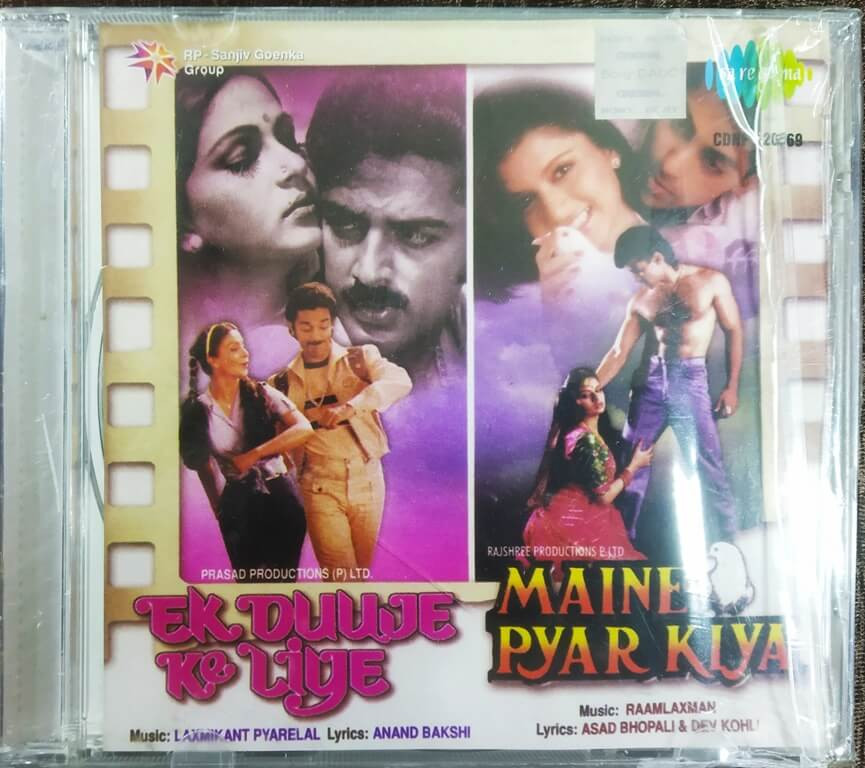 RP - Sanjiv Goenka
Group
PRASAD PRODUCTIONS (P) LTD.
EK DUUJE
KE LIYE
Music: LAXMIKANT PYARELAL Lyrics: ANAND BAKSHI
RAJSHREE PRODUCTIONS P. LTD
MAINE
PYAR KIYA
Music: RAAMLAXMAN
Lyrics: ASAD BHOPALI & DEV KOHLI